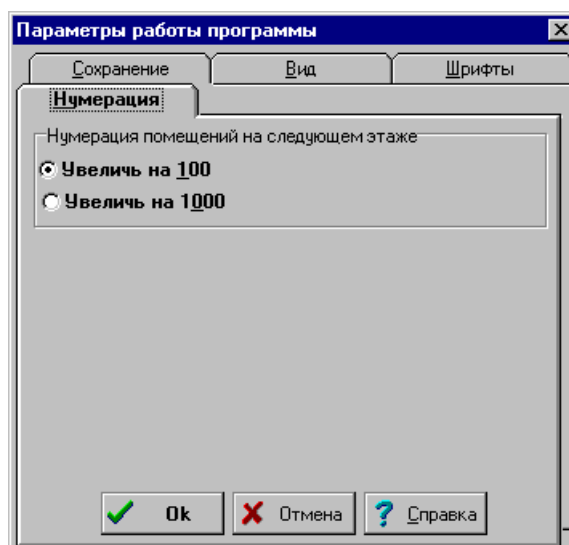 Параметры работы программы
Сохранение Вид Шрифты
Нумерация
Нумерация помещений на следующем этаже
Увеличь на 100
Увеличь на 1000
Ok Отмена ? Справка